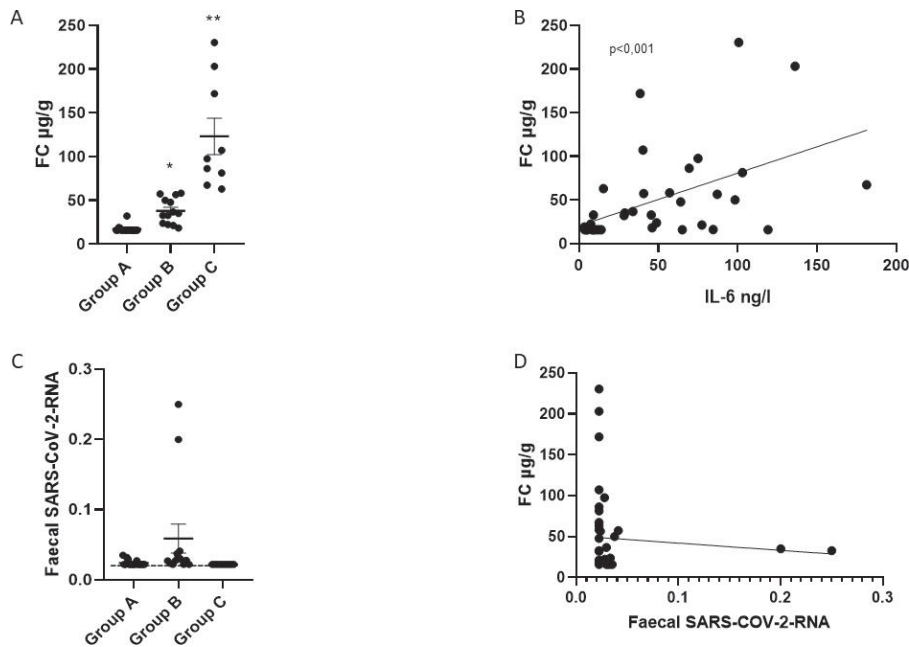 A
**
*
FC µg/g
250
200
150
100
50
0
Group A
Group B
Group C
B
p<0,001
FC µg/g
250
200
150
100
50
0
0
50
100
150
200
IL-6 ng/l
C
Faecal SARS-CoV-2-RNA
0.3
0.2
0.1
0.0
Group A
Group B
Group C
D
FC µg/g
250
200
150
100
50
0
0.0
0.1
0.2
0.3
Faecal SARS-COV-2-RNA